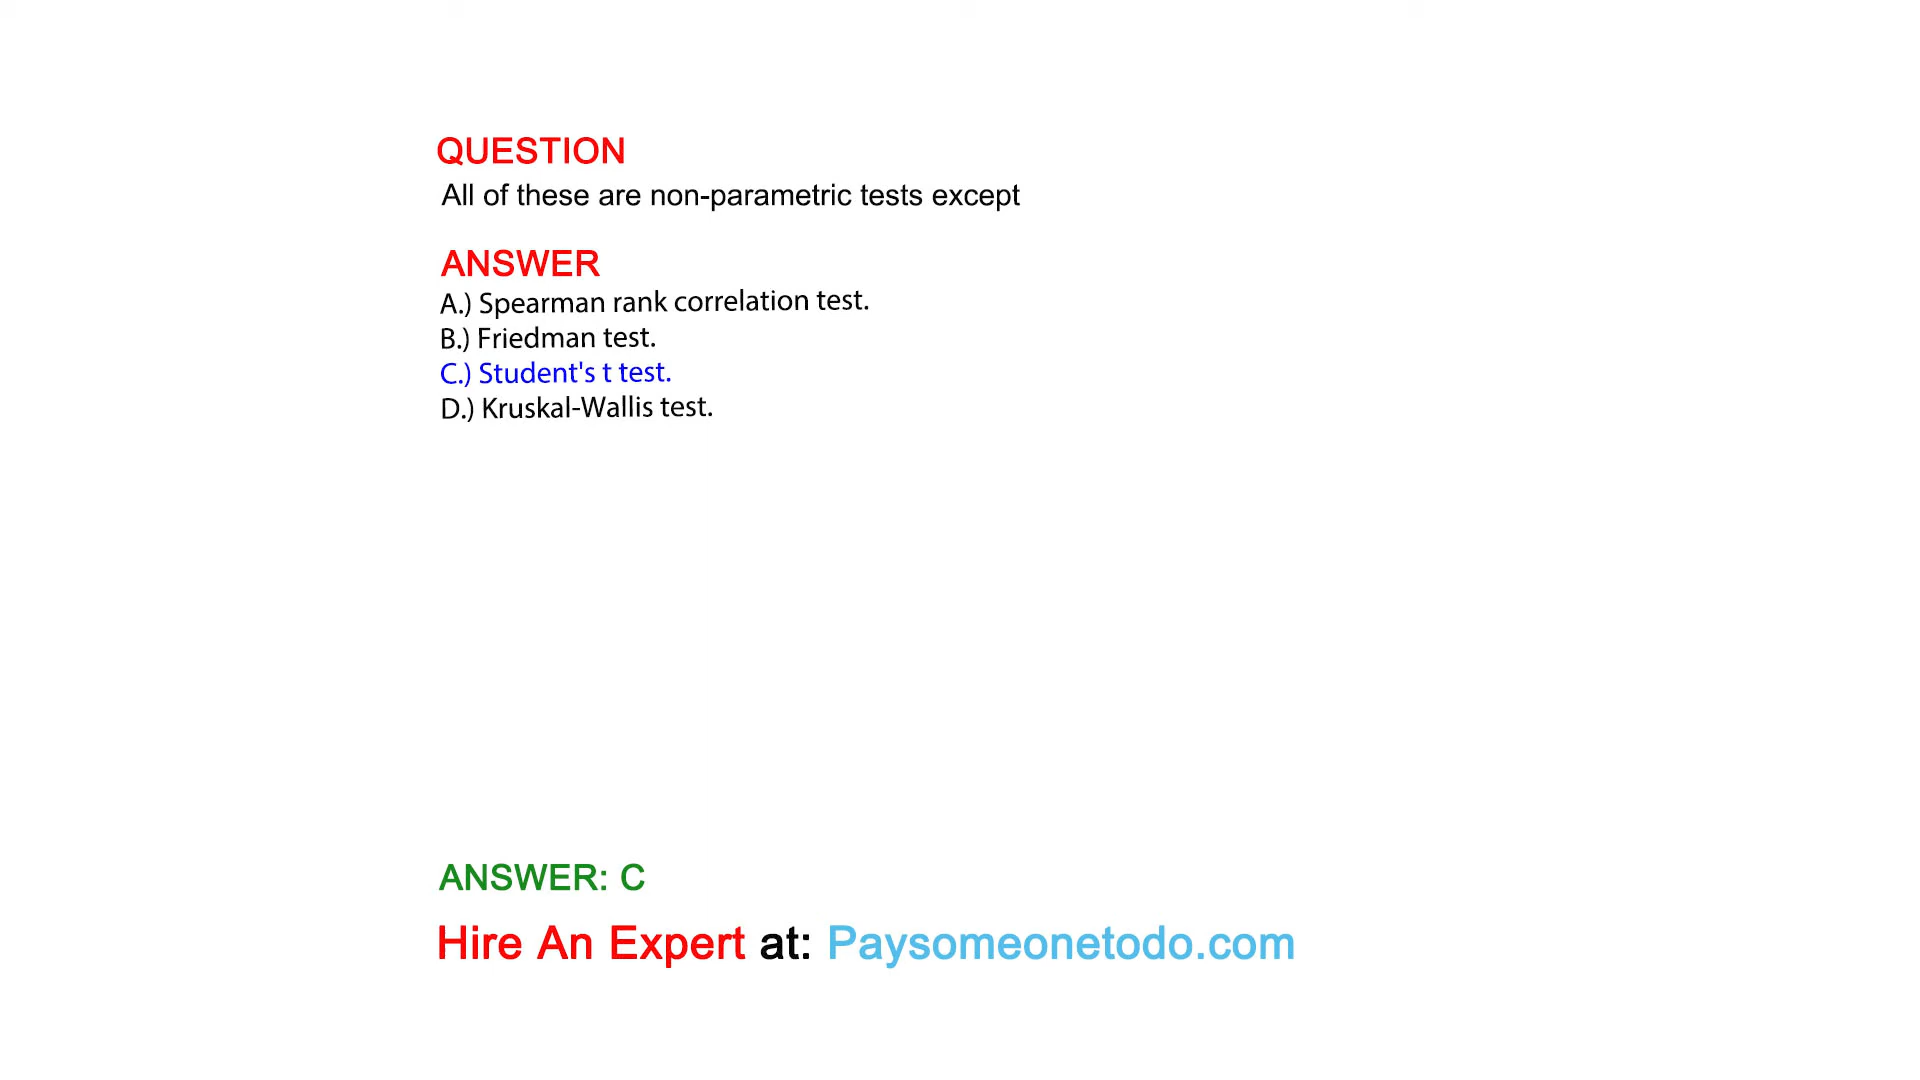 QUESTION
All of these are non-parametric tests except
ANSWER
A.) Spearman rank correlation test.
B.) Friedman test.
C.) Student's t test.
D.) Kruskal-Wallis test.
ANSWER: C
Hire An Expert at: Paysomeonetodo.com